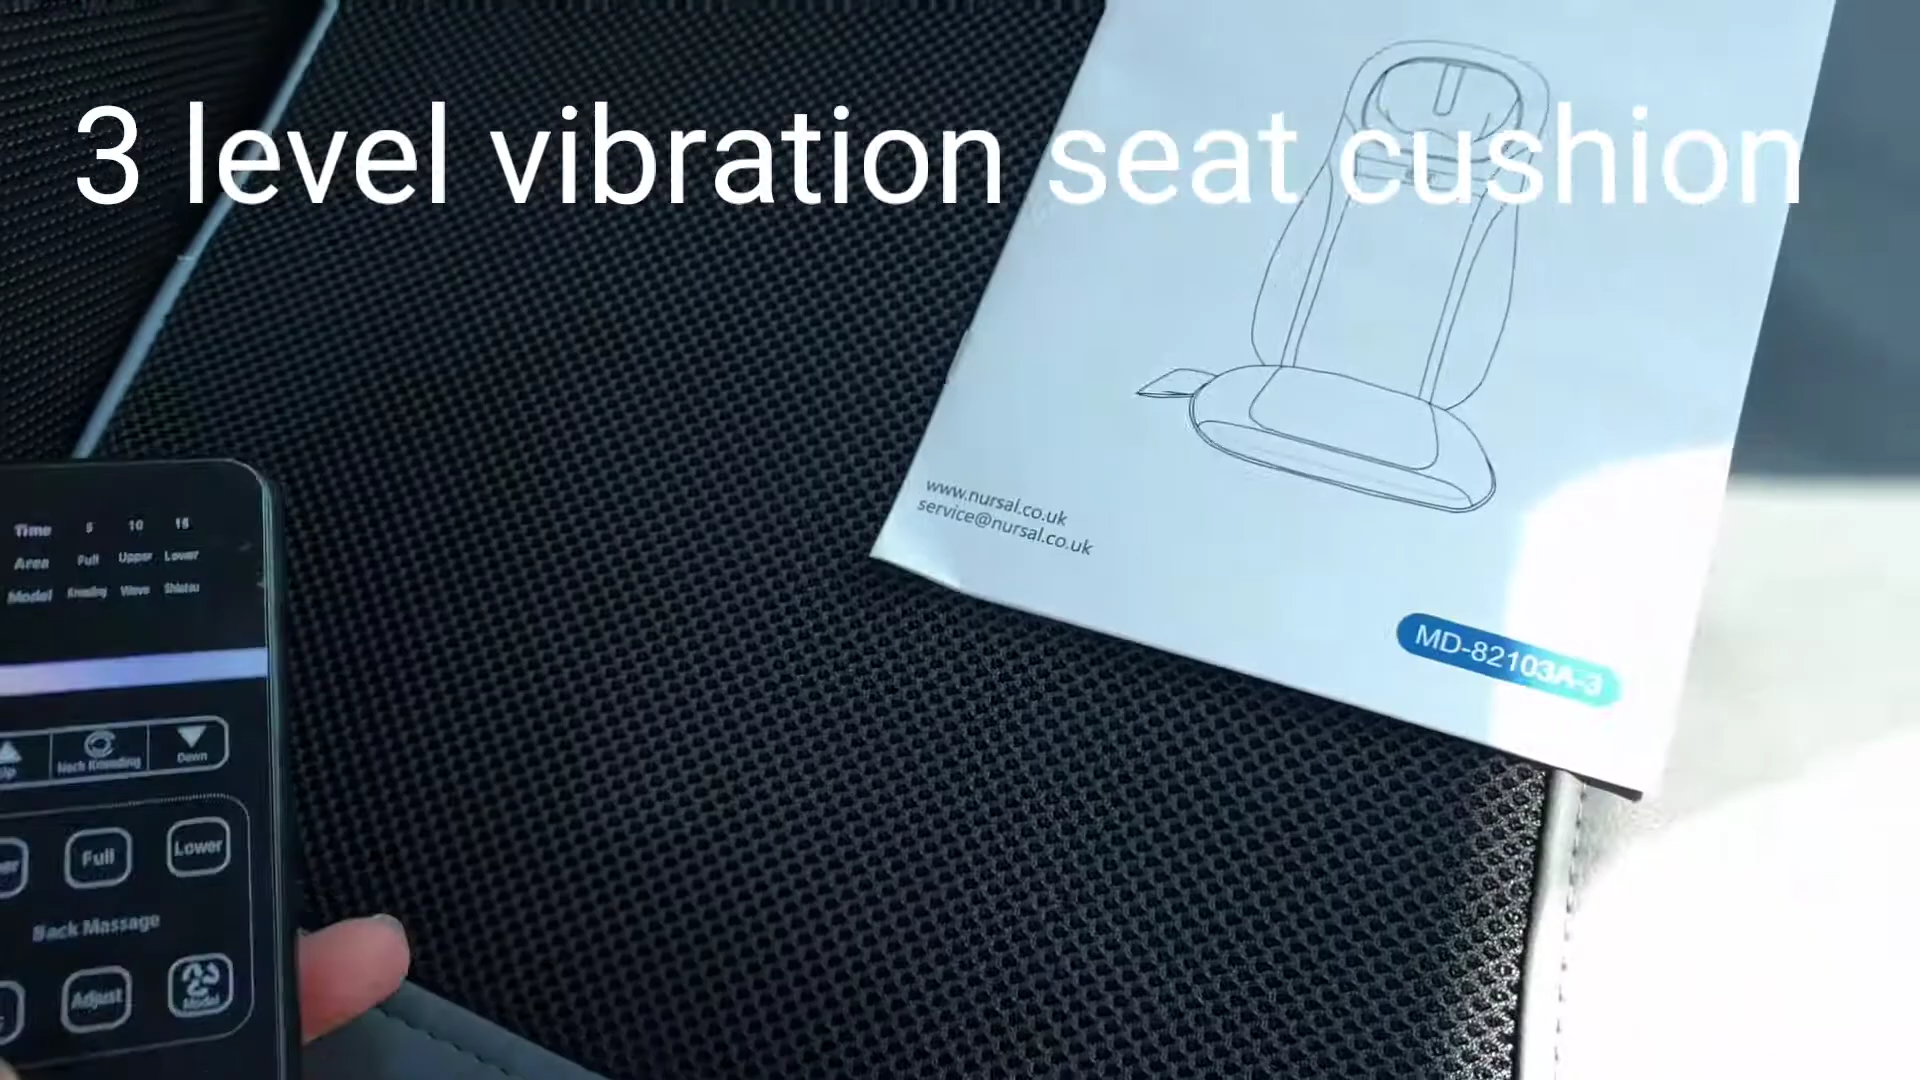 3 level vibration seat cushion
www.nursal.co.uk
service@nursal.co.uk
MD-82103A-3
Time 5 10 15
Area Full Upper Lower
Model Kneading Wave Shiatsu
Neck Kneading Down
Full Lower
Back Massage
Adjust Model